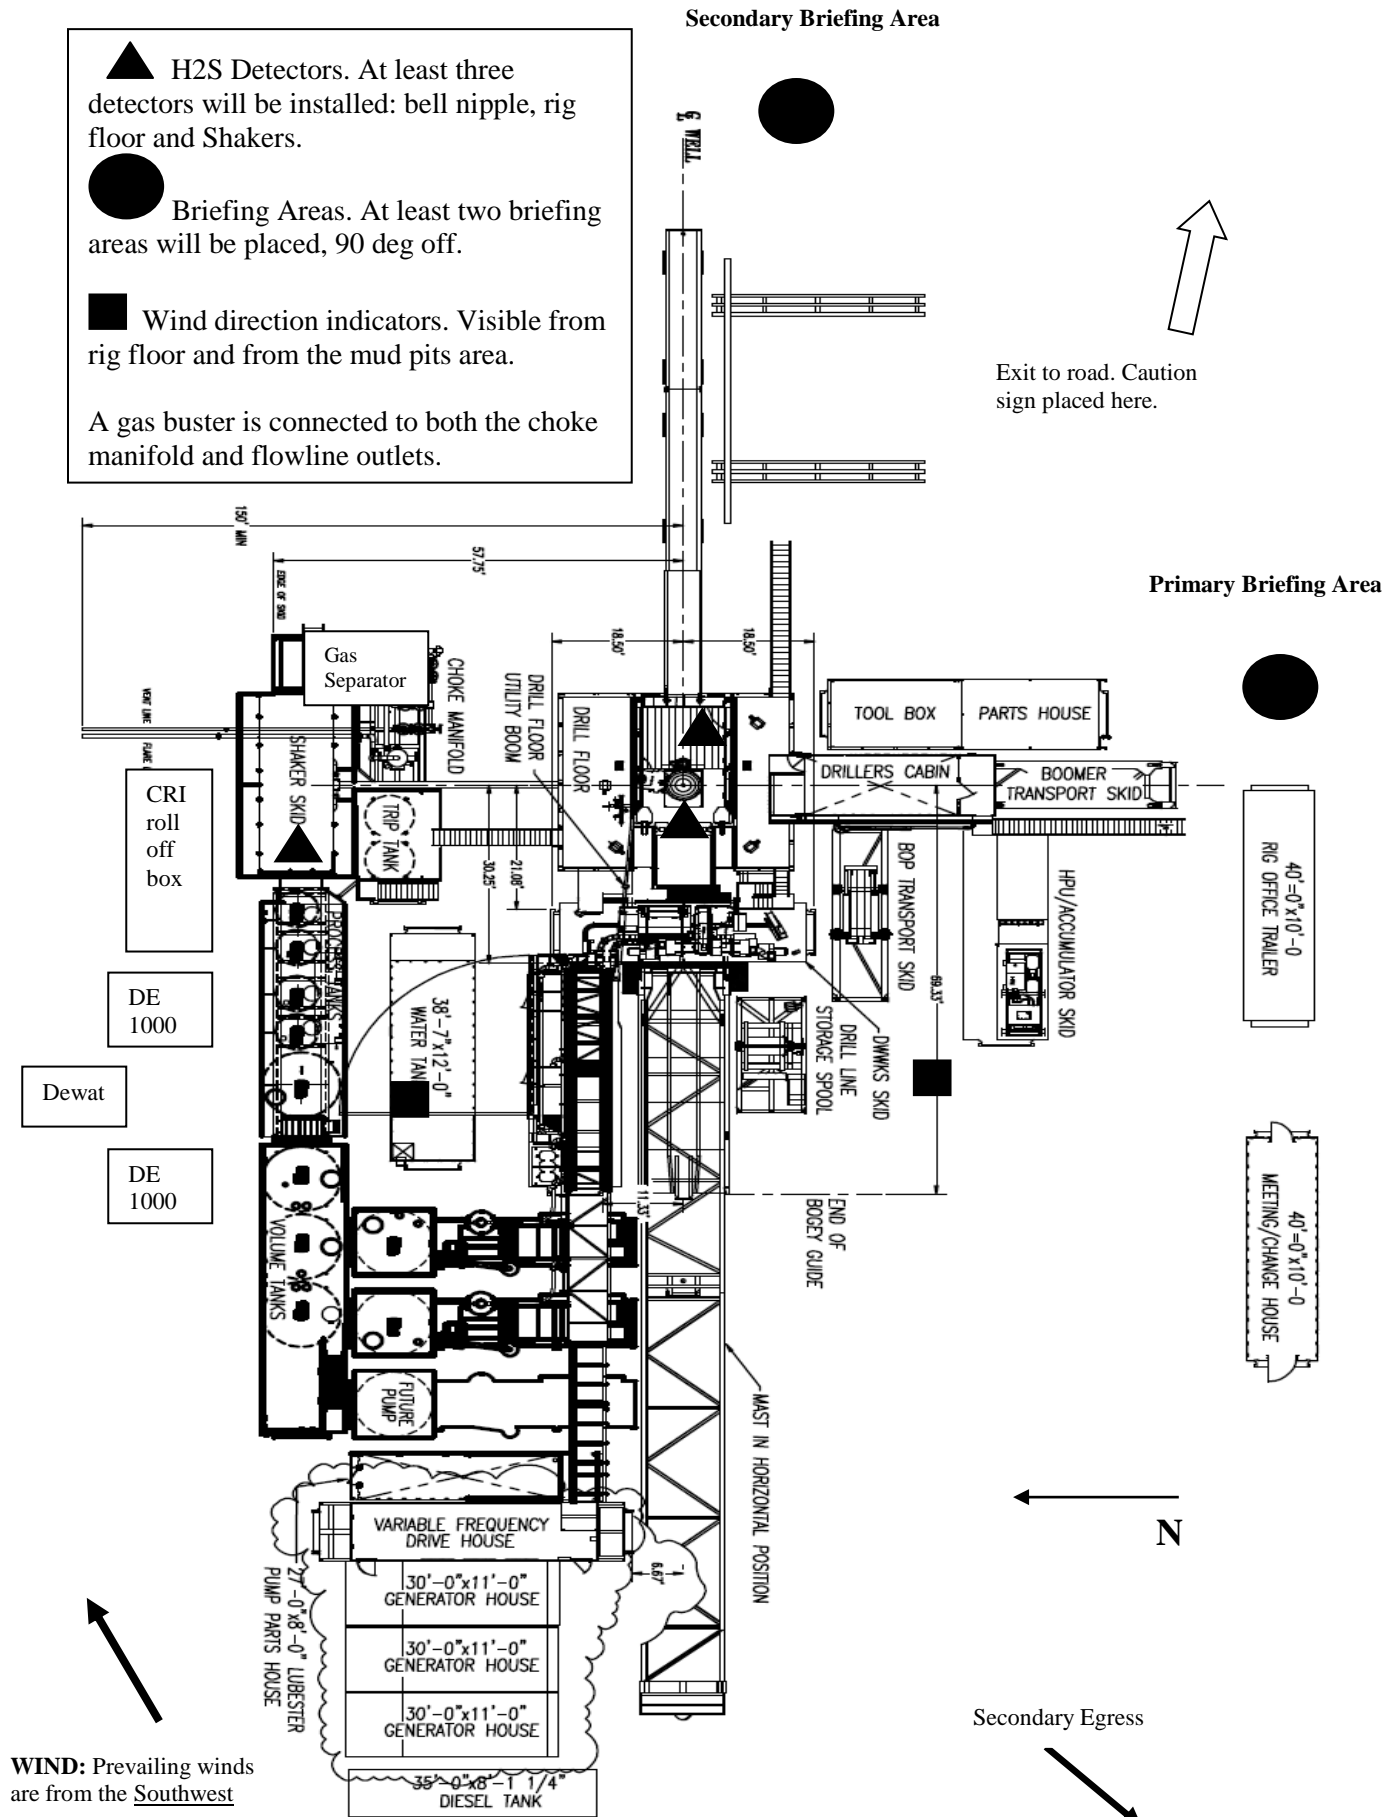 Secondary Briefing Area
H2S Detectors. At least three
detectors will be installed: bell nipple, rig
floor and Shakers.
Briefing Areas. At least two briefing
areas will be placed, 90 deg off.
Wind direction indicators. Visible from
rig floor and from the mud pits area.
A gas buster is connected to both the choke
manifold and flowline outlets.
WELL
Exit to road. Caution
sign placed here.
150' MIN
57.75'
EDGE OF SKID
Primary Briefing Area
18.50'
18.50'
Gas
Separator
CHOKE MANIFOLD
DRILL FLOOR
UTILITY BOOM
DRILL FLOOR
TOOL BOX
PARTS HOUSE
VENT LINE
SHAKER SKID
DRILLERS CABIN
BOOMER
TRANSPORT SKID
CRI
roll
off
box
TRIP TANK
21.08'
30.25'
BOP TRANSPORT SKID
HPU/ACCUMULATOR SKID
40'=0"x10'-0
RIG OFFICE TRAILER
PROCESS TANKS
DE
1000
38'-7"x12'-0"
WATER TAN
69.33'
DRILL LINE
STORAGE SPOOL
DWWKS SKID
Dewat
DE
1000
11.33'
END OF
BOGEY GUIDE
40'=0"x10'-0
MEETING/CHANGE HOUSE
VOLUME TANKS
FUTURE
PUMP
MAST IN HORIZONTAL POSITION
N
VARIABLE FREQUENCY
DRIVE HOUSE
6.67'
27'-0"x8'-0" LUBESTER
PUMP PARTS HOUSE
30'-0"x11'-0"
GENERATOR HOUSE
30'-0"x11'-0"
GENERATOR HOUSE
30'-0"x11'-0"
GENERATOR HOUSE
Secondary Egress
WIND: Prevailing winds
are from the Southwest
35'-0"x8'-1 1/4"
DIESEL TANK